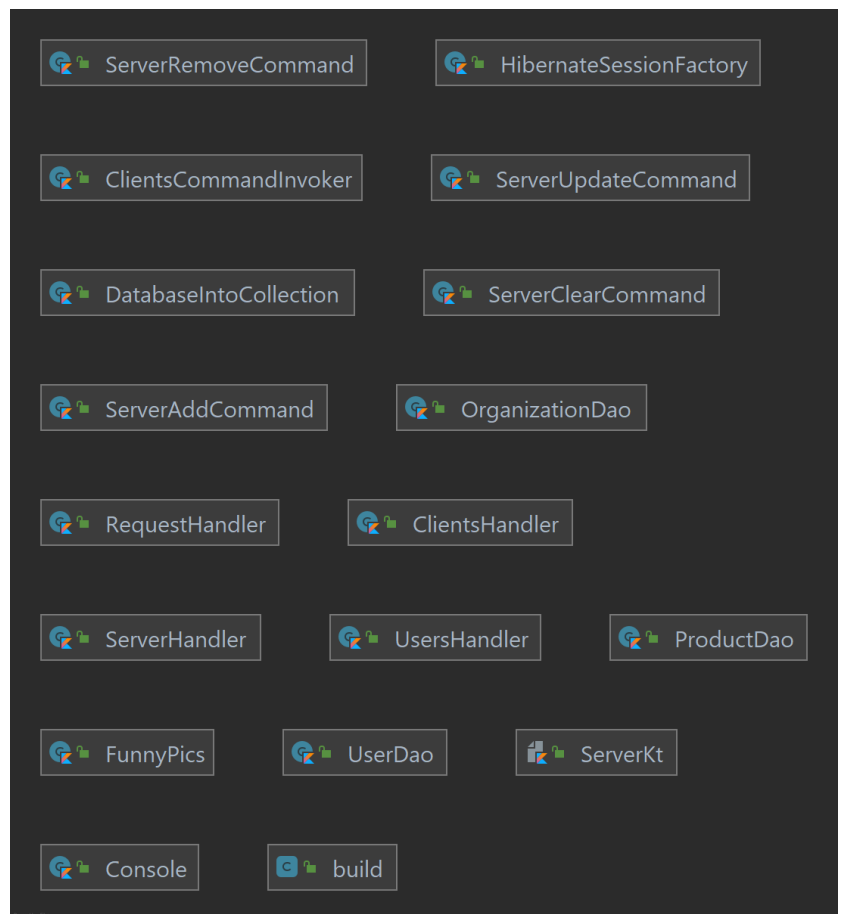 ServerRemoveCommand HibernateSessionFactory
ClientsCommandInvoker ServerUpdateCommand
DatabaseIntoCollection ServerClearCommand
ServerAddCommand OrganizationDao
RequestHandler ClientsHandler
ServerHandler UsersHandler ProductDao
FunnyPics UserDao ServerKt
Console build